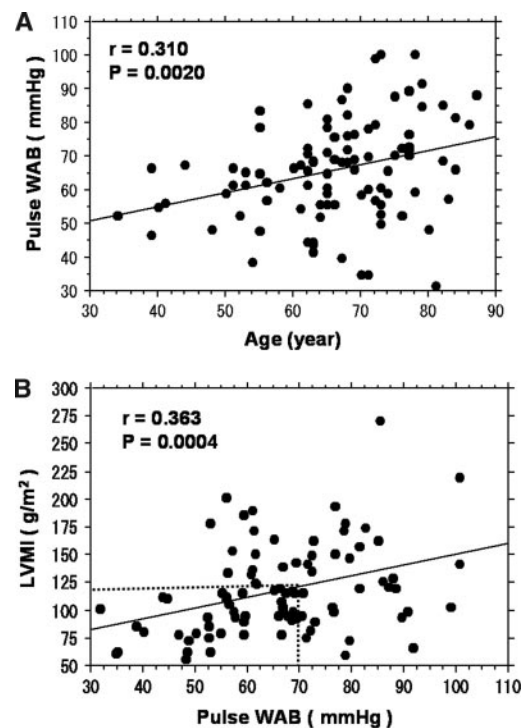 A
r = 0.310
P = 0.0020
Pulse WAB ( mmHg)
110
100
90
80
70
60
50
40
30
30 40 50 60 70 80 90
Age (year)
B
r = 0.363
P = 0.0004
LVMI ( g/m²)
300
275
250
225
200
175
150
125
100
75
50
30 40 50 60 70 80 90 100 110
Pulse WAB ( mmHg)